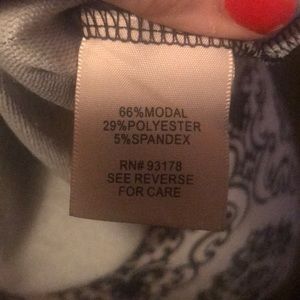 66%MODAL
29%POLYESTER
5%SPANDEX
RN# 93178
SEE REVERSE
FOR CARE